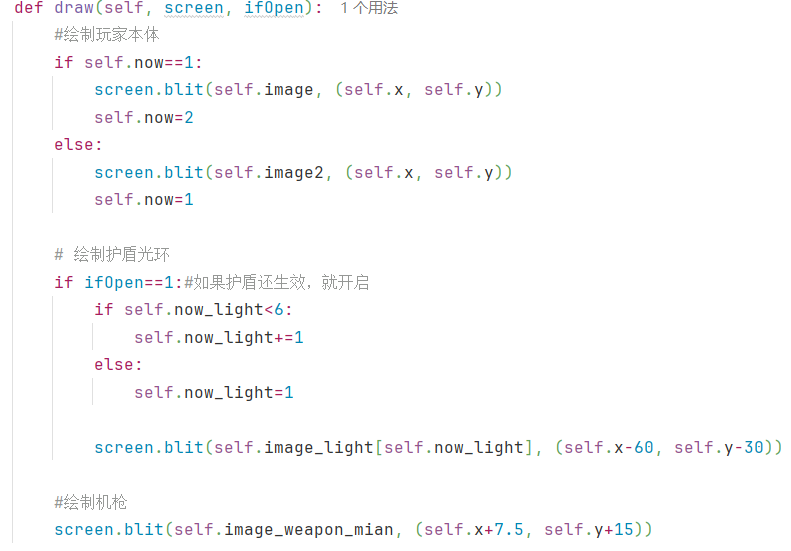 def draw(self, screen, ifOpen): 1 个用法
#绘制玩家本体
if self.now==1:
screen.blit(self.image, (self.x, self.y))
self.now=2
else:
screen.blit(self.image2, (self.x, self.y))
self.now=1
# 绘制护盾光环
if ifOpen==1:#如果护盾还生效，就开启
if self.now_light<6:
self.now_light+=1
else:
self.now_light=1
screen.blit(self.image_light[self.now_light], (self.x-60, self.y-30))
#绘制机枪
screen.blit(self.image_weapon_mian, (self.x+7.5, self.y+15))